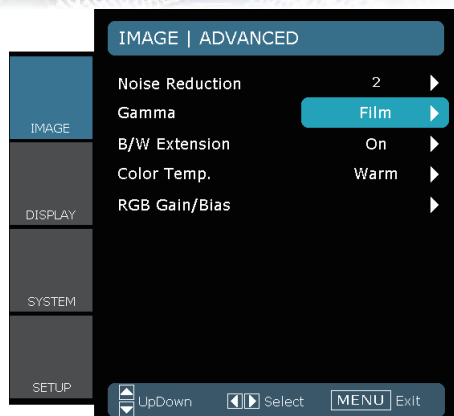 IMAGE | ADVANCED
Noise Reduction 2
Gamma Film
B/W Extension On
Color Temp. Warm
RGB Gain/Bias
IMAGE
DISPLAY
SYSTEM
SETUP
UpDown Select MENU Exit